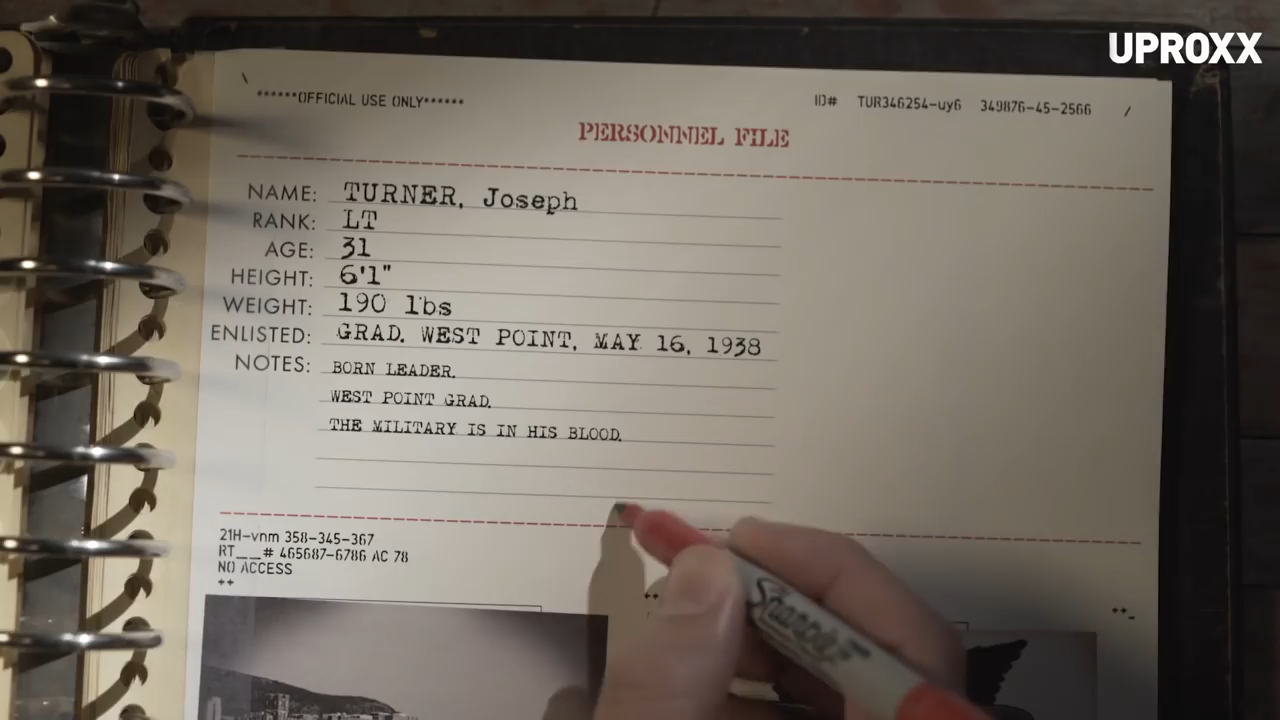 UPROXX
******OFFICIAL USE ONLY******
ID# TUR346254-uy6 349876-45-2566
PERSONNEL FILE
NAME: TURNER, Joseph
RANK: LT
AGE: 31
HEIGHT: 6'1"
WEIGHT: 190 lbs
ENLISTED: GRAD. WEST POINT, MAY 16, 1938
NOTES: BORN LEADER.
WEST POINT GRAD.
THE MILITARY IS IN HIS BLOOD.
21H-vnm 358-345-367
RT__# 465687-6786 AC 78
NO ACCESS
++
++
++_
Sharpie